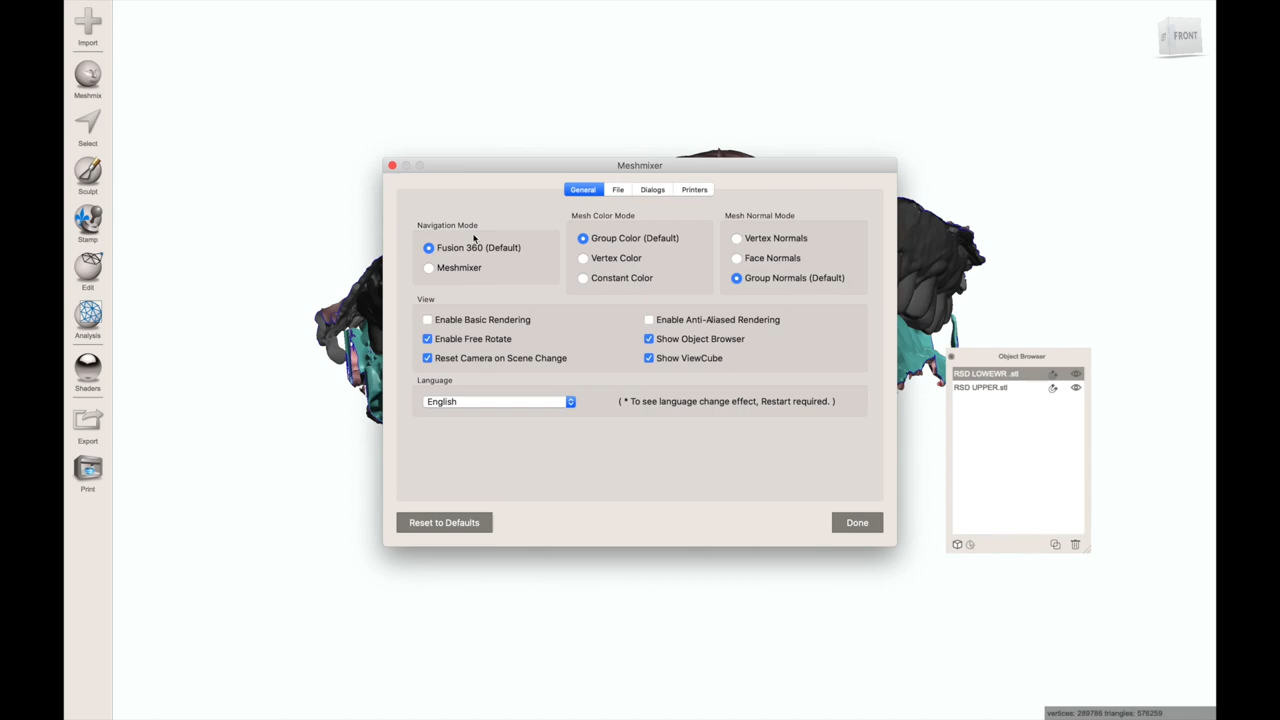 Import
Meshmix
Select
Sculpt
Stamp
Edit
Analysis
Shaders
Export
Print
FRONT
Meshmixer
General File Dialogs Printers
Navigation Mode
Fusion 360 (Default)
Meshmixer
Mesh Color Mode
Group Color (Default)
Vertex Color
Constant Color
Mesh Normal Mode
Vertex Normals
Face Normals
Group Normals (Default)
View
Enable Basic Rendering
Enable Anti-Aliased Rendering
Enable Free Rotate
Show Object Browser
Reset Camera on Scene Change
Show ViewCube
Language
English
( * To see language change effect, Restart required. )
Reset to Defaults
Done
Object Browser
RSD LOWEWR .stl
RSD UPPER.stl
vertices: 289786 triangles: 576259